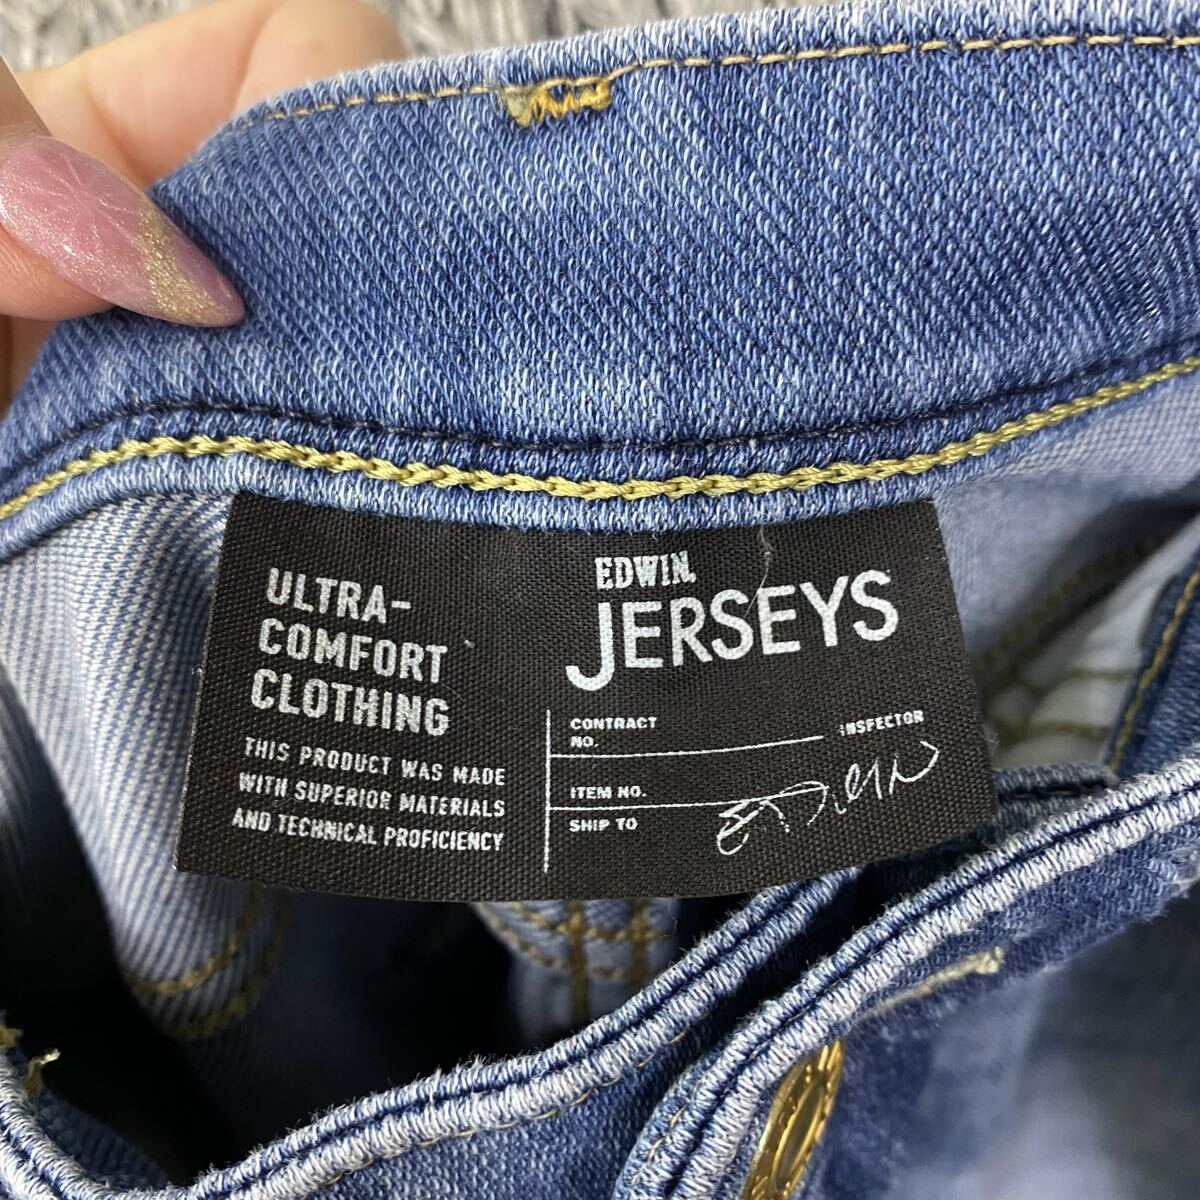 ULTRA-
COMFORT
CLOTHING
THIS PRODUCT WAS MADE
WITH SUPERIOR MATERIALS
AND TECHNICAL PROFICIENCY
EDWIN.
JERSEYS
CONTRACT
NO.
INSPECTOR
ITEM NO.
SHIP TO